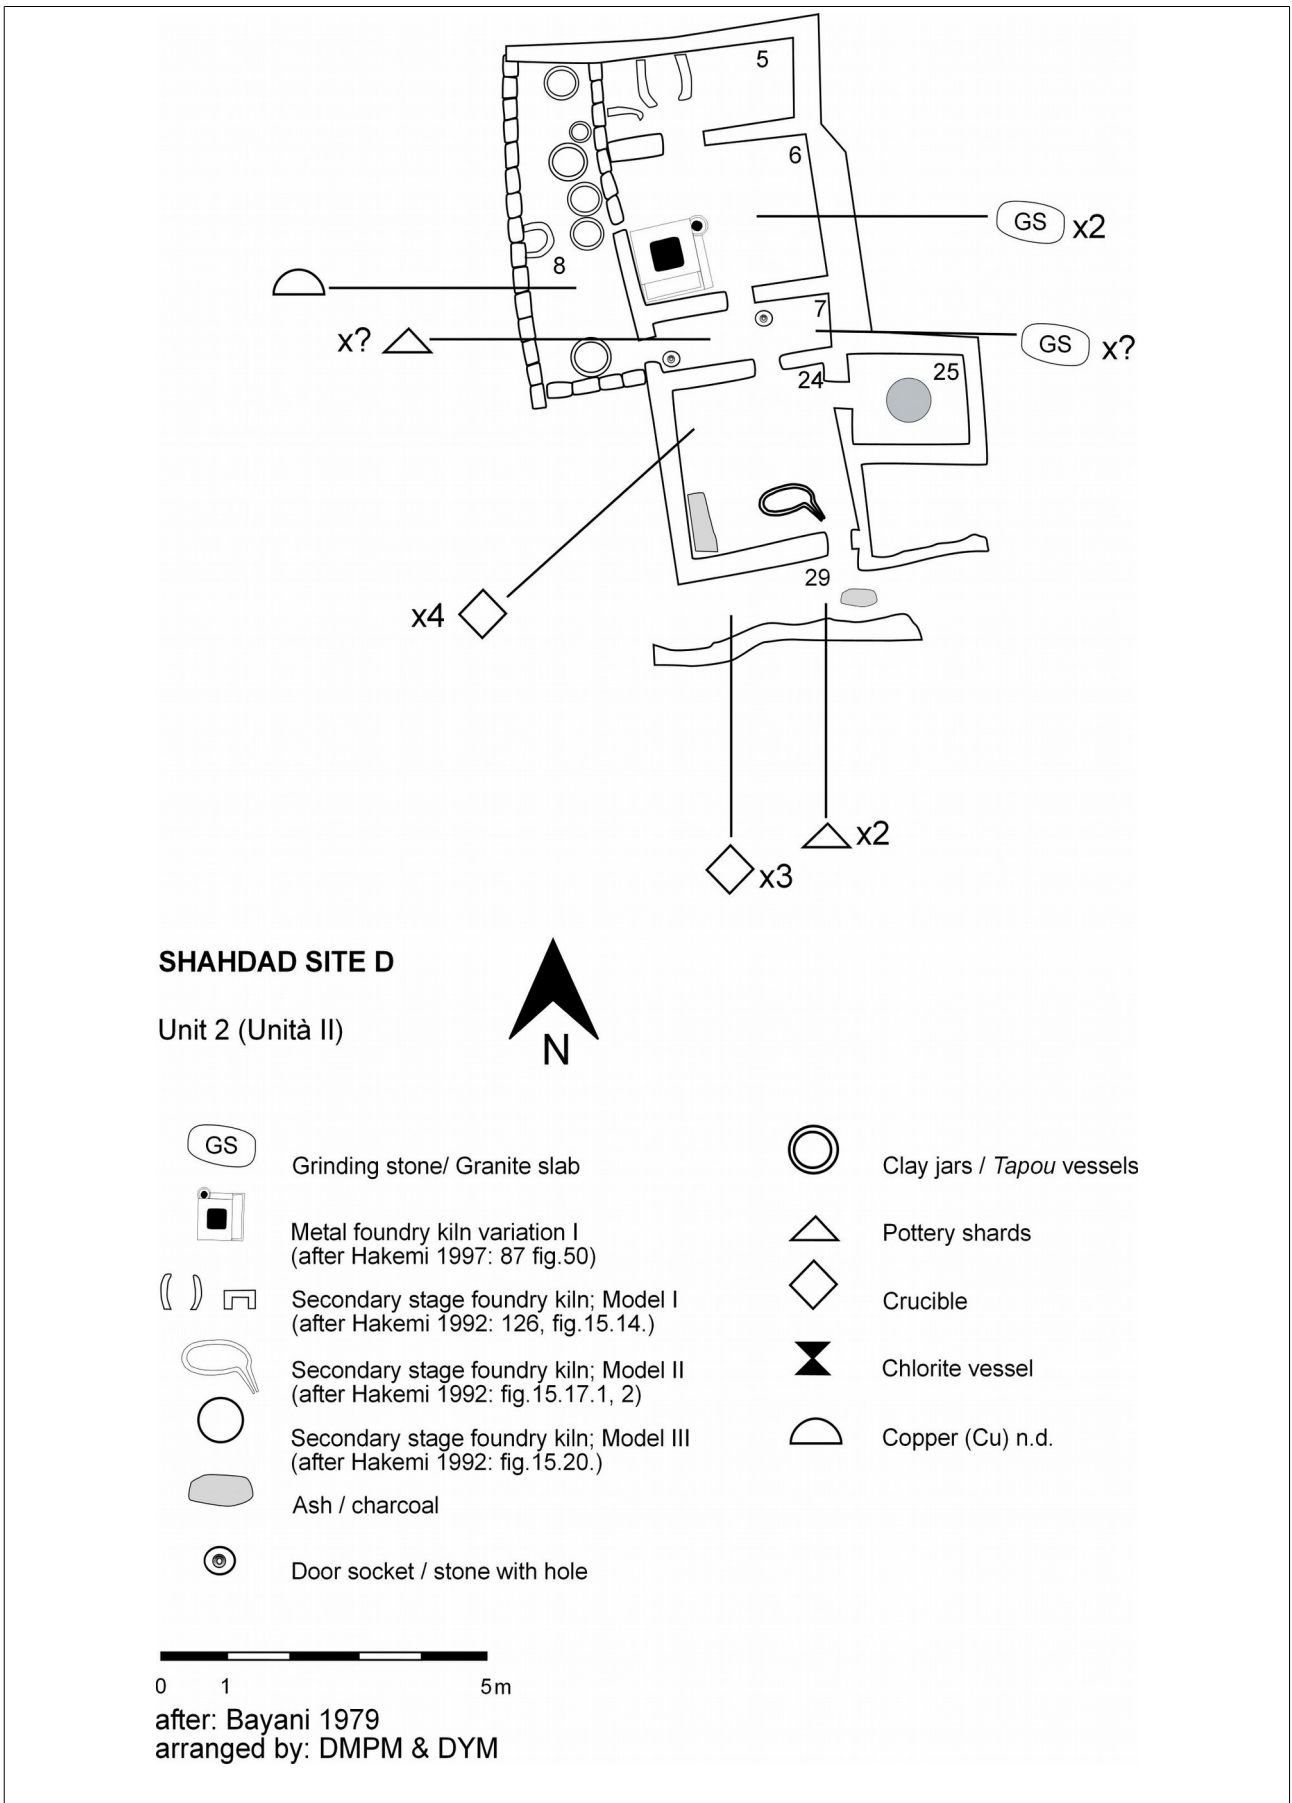 5
6
GS x2
8
7
x?
GS x?
24
25
x4
29
x2
x3
SHAHDAD SITE D
Unit 2 (Unità II)
N
GS
Grinding stone/ Granite slab
Metal foundry kiln variation I
(after Hakemi 1997: 87 fig.50)
Secondary stage foundry kiln; Model I
(after Hakemi 1992: 126, fig.15.14.)
Secondary stage foundry kiln; Model II
(after Hakemi 1992: fig.15.17.1, 2)
Secondary stage foundry kiln; Model III
(after Hakemi 1992: fig.15.20.)
Ash / charcoal
Door socket / stone with hole
Clay jars / Tapou vessels
Pottery shards
Crucible
Chlorite vessel
Copper (Cu) n.d.
0 1 5m
after: Bayani 1979
arranged by: DMPM & DYM